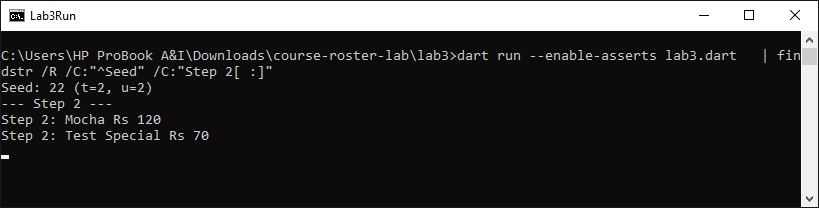 Lab3Run
C:\Users\HP ProBook A&I\Downloads\course-roster-lab\lab3>dart run --enable-asserts lab3.dart   | fin
dstr /R /C:"^Seed" /C:"Step 2[ :]"
Seed: 22 (t=2, u=2)
--- Step 2 ---
Step 2: Mocha Rs 120
Step 2: Test Special Rs 70